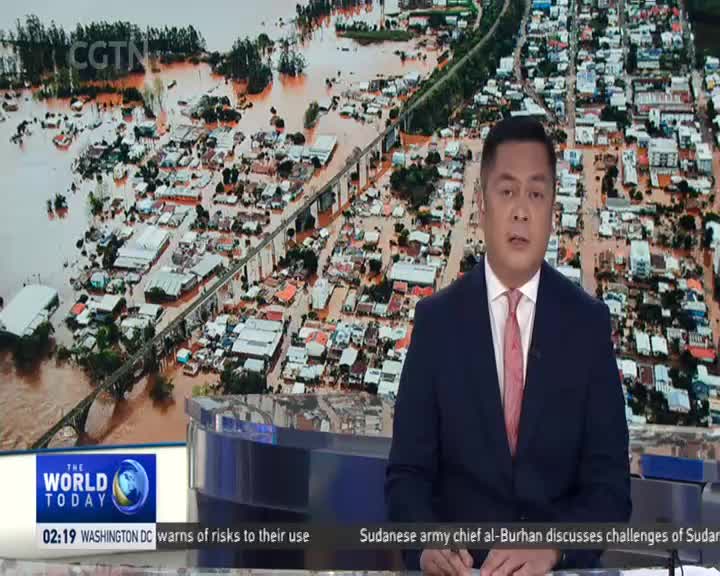 CGTN
THE
WORLD
TODAY
02:19 WASHINGTON DC
warns of risks to their use Sudanese army chief al-Burhan discusses challenges of Sudan